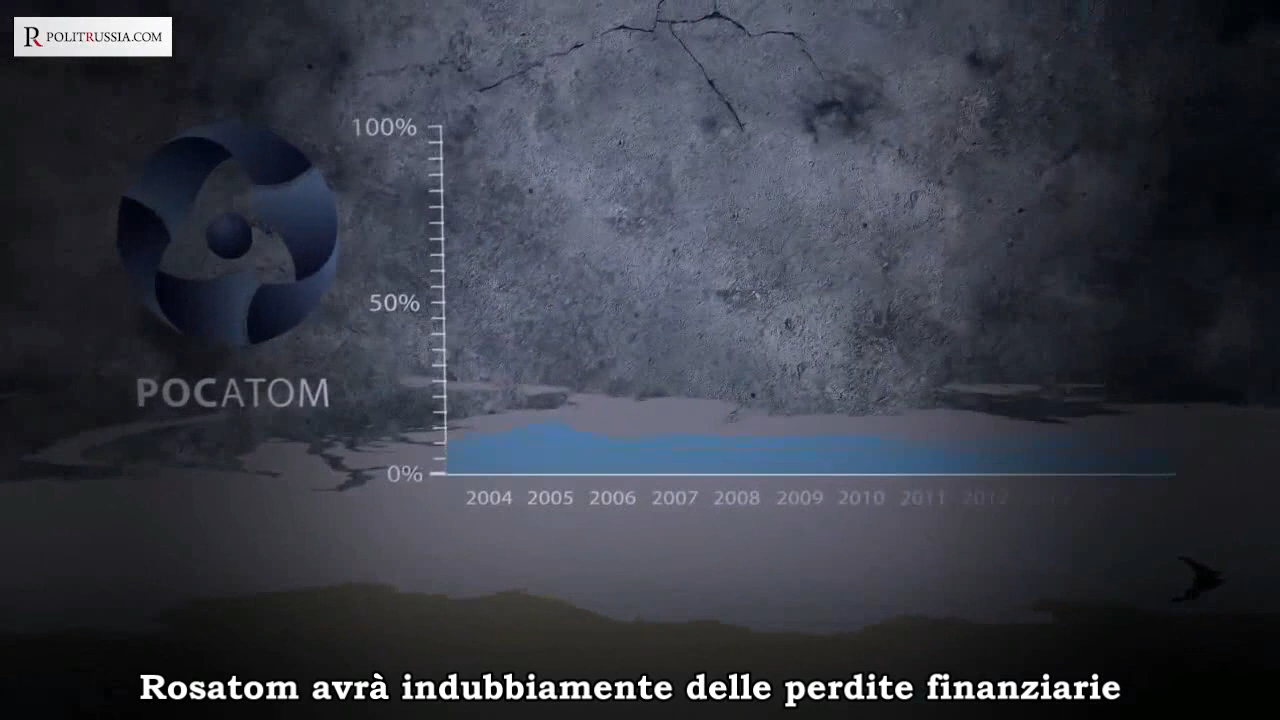 R POLITRUSSIA.COM
100%
50%
РОСАТОМ
0%
2004 2005 2006 2007 2008 2009 2010 2011 2012
Rosatom avrà indubbiamente delle perdite finanziarie